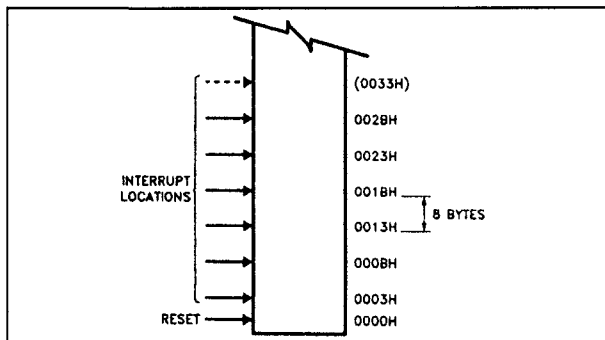 (0033H)
002BH
0023H
INTERRUPT
LOCATIONS
001BH
8 BYTES
0013H
000BH
0003H
RESET
0000H